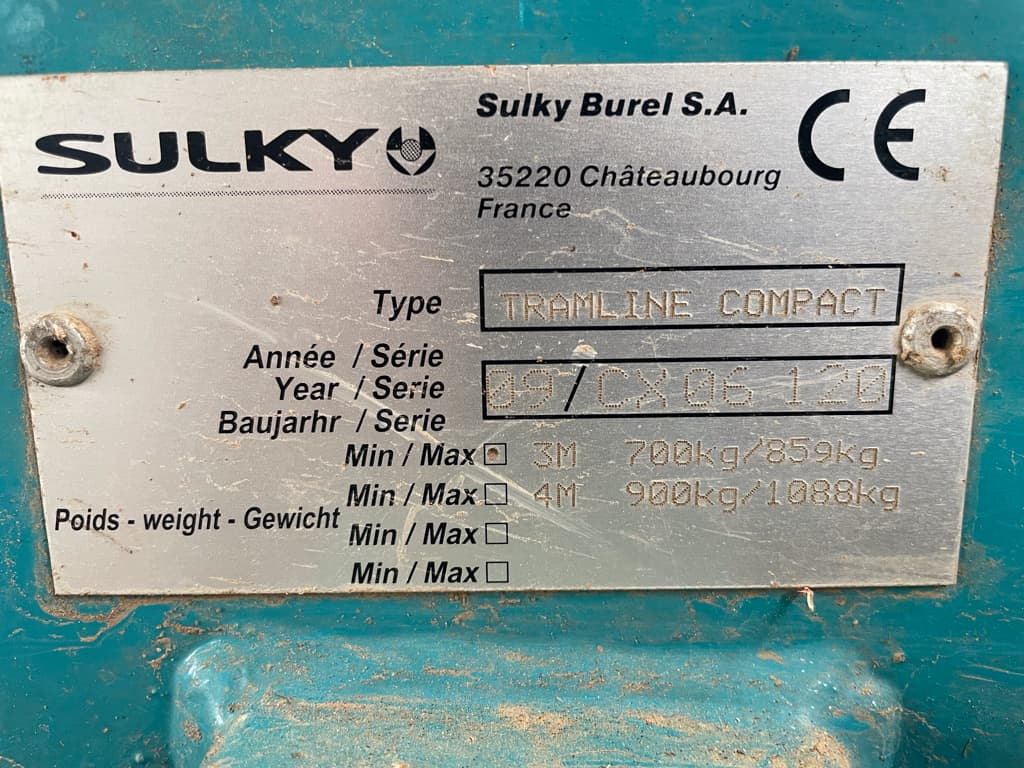 SULKY
Sulky Burel S.A.
CE
35220 Châteaubourg
France
Type TRAMLINE COMPACT
Année / Série
Year / Serie 09/CX 06 120
Baujarhr / Serie
Min / Max 3M 700kg/859kg
Min / Max 4M 900kg/1088kg
Poids - weight - Gewicht
Min / Max
Min / Max